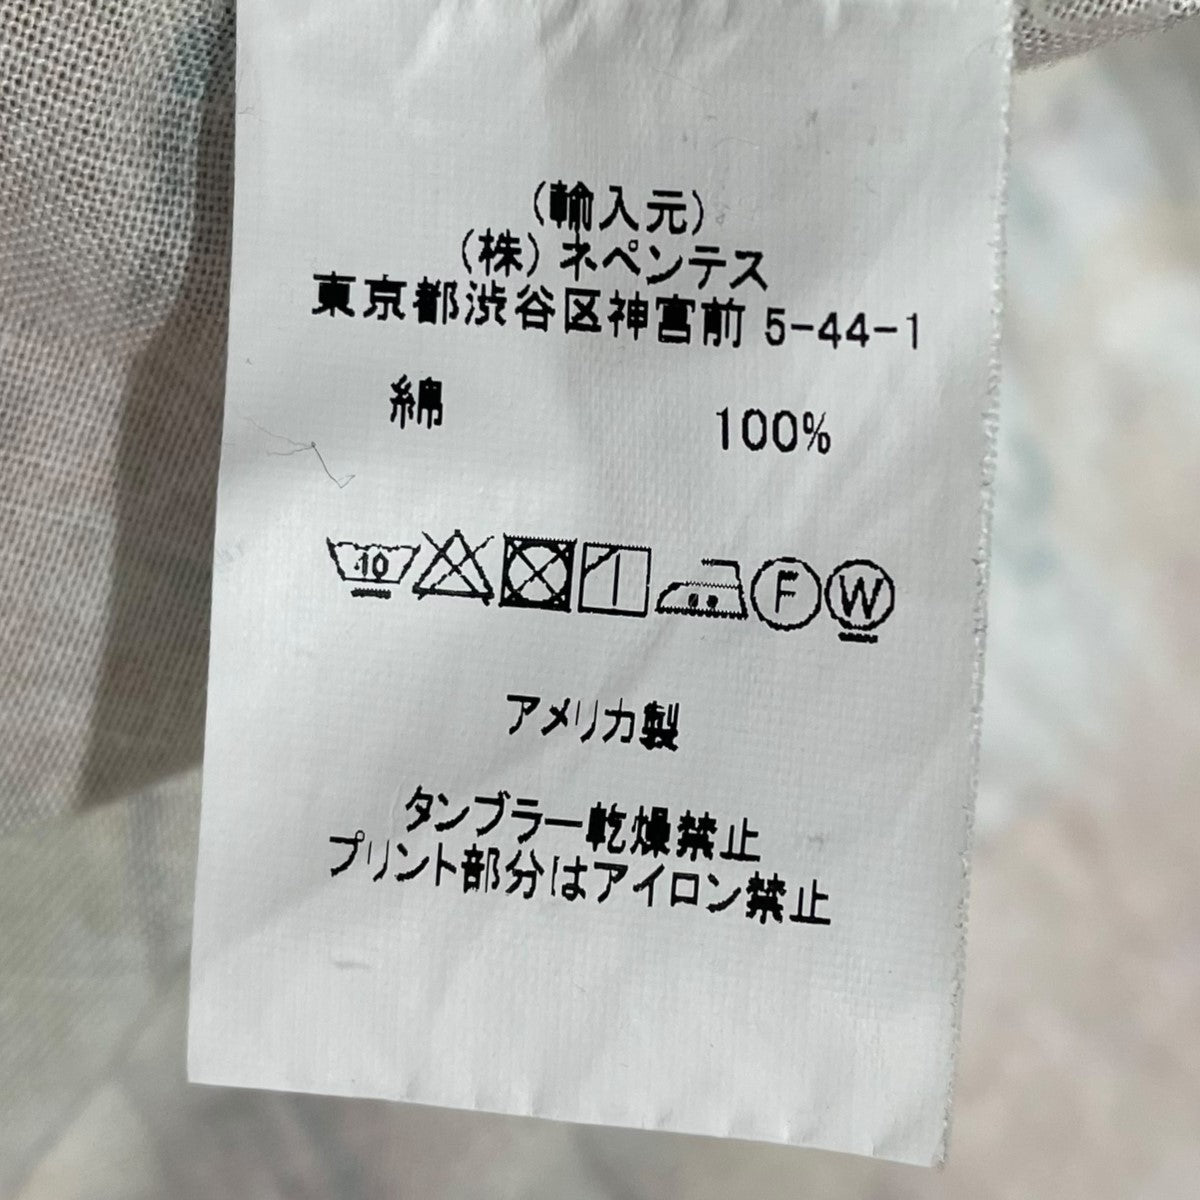 (輸入元)
(株)ネペンテス
東京都渋谷区神宮前 5-44-1
綿 100%
40 F W
アメリカ製
タンブラー乾燥禁止
プリント部分はアイロン禁止